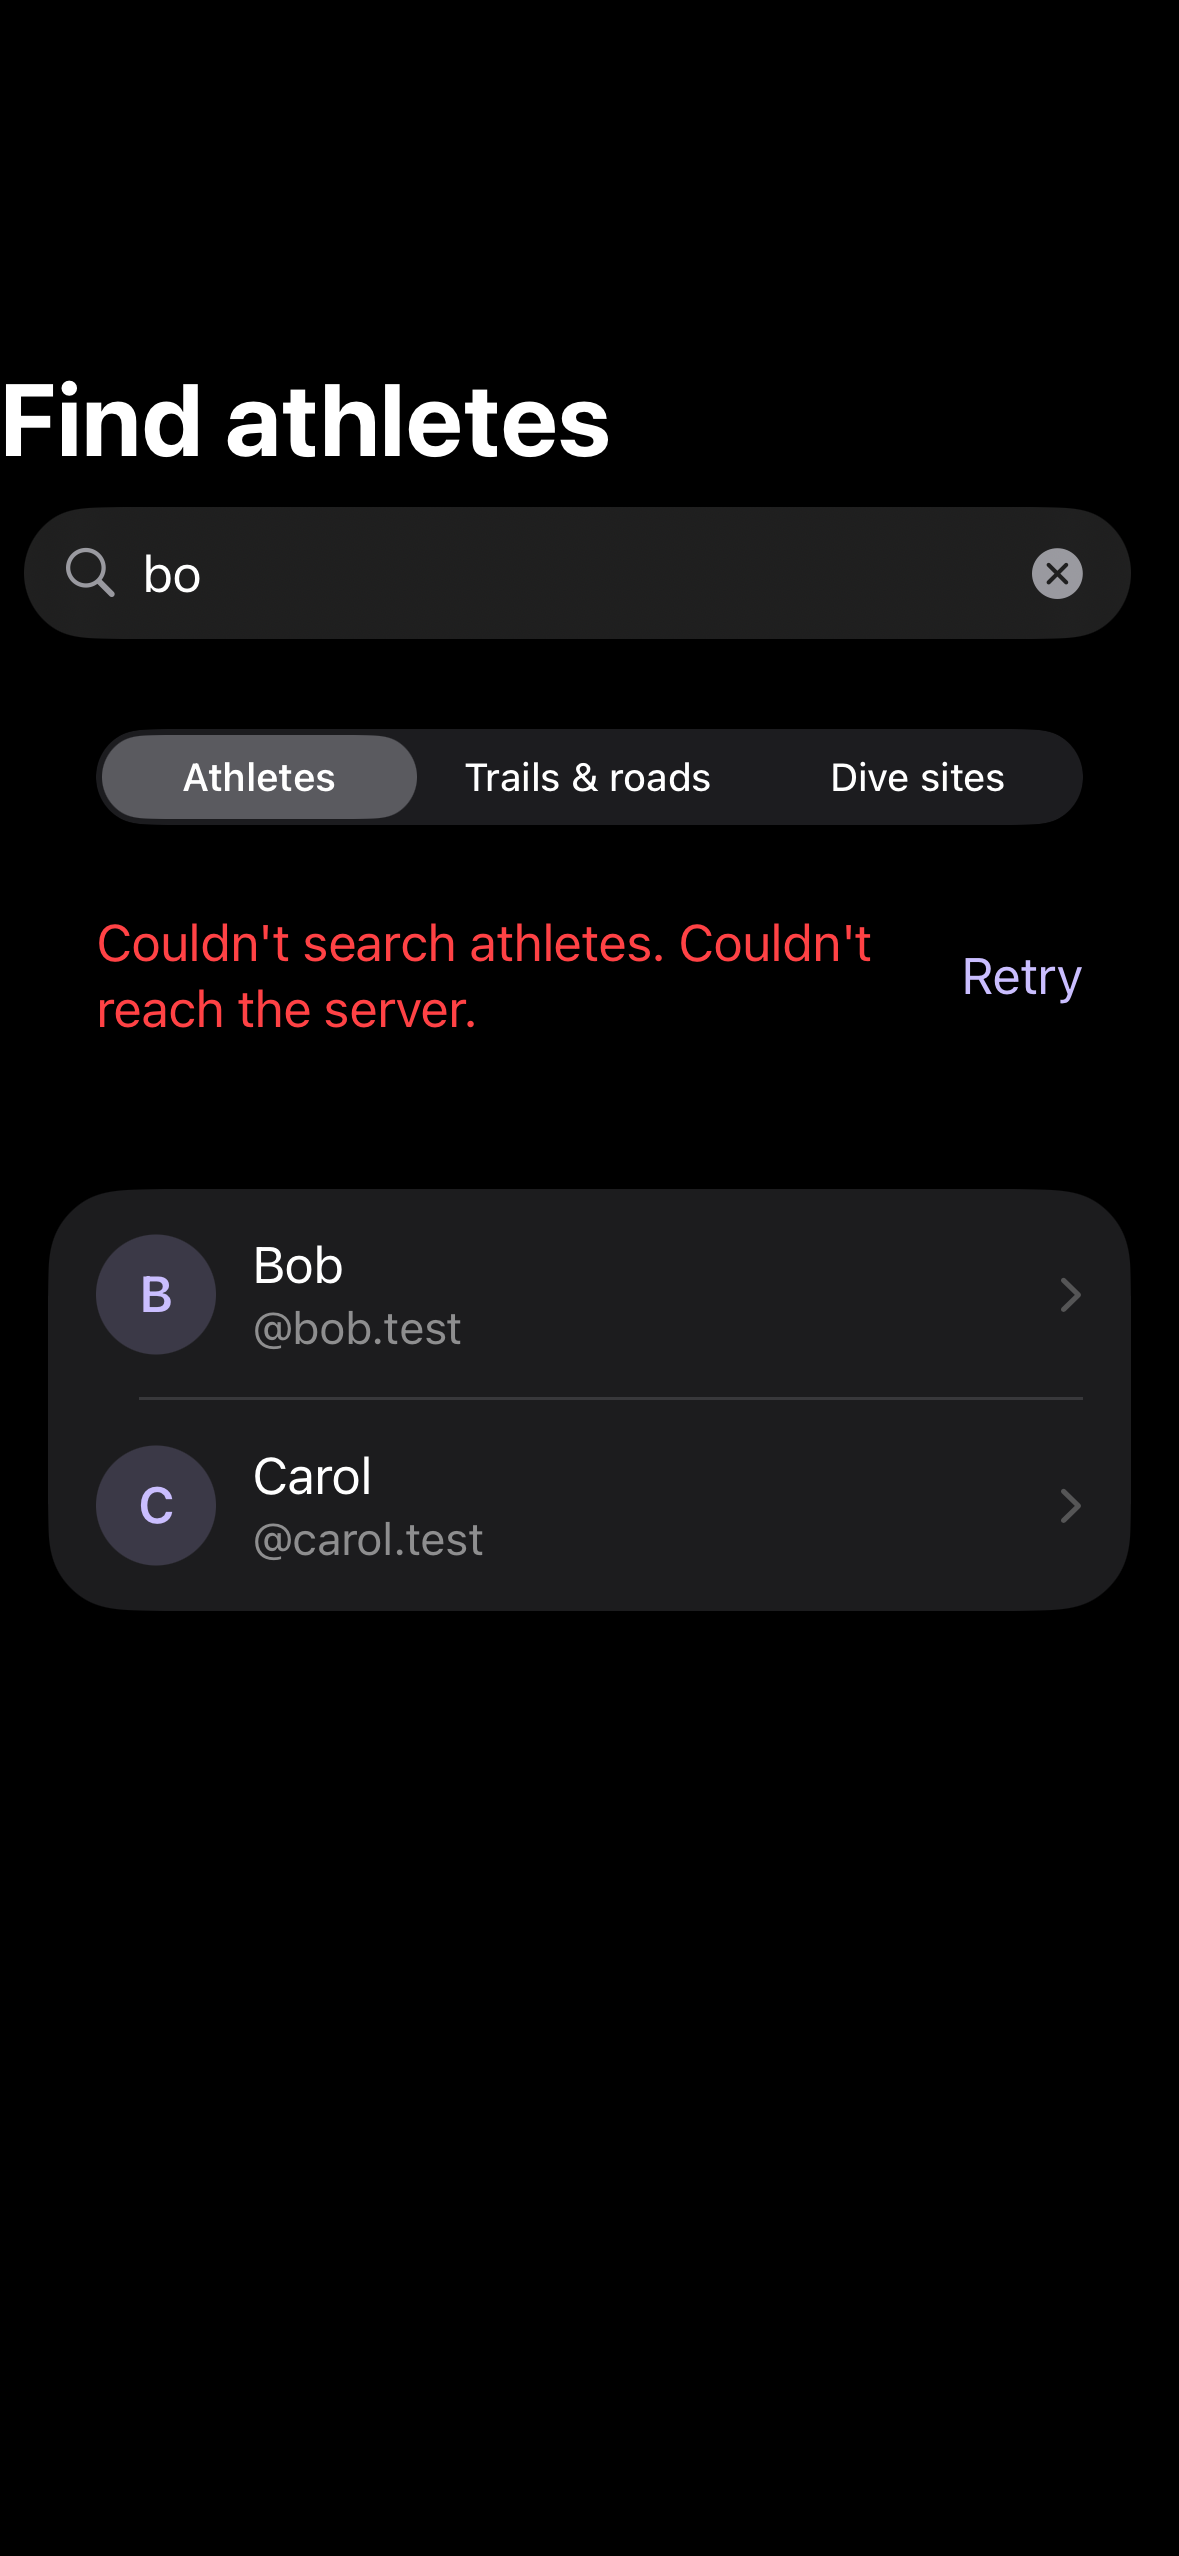 Find athletes
bo
Athletes
Trails & roads
Dive sites
Couldn't search athletes. Couldn't
reach the server.
Retry
B
Bob
@bob.test
C
Carol
@carol.test